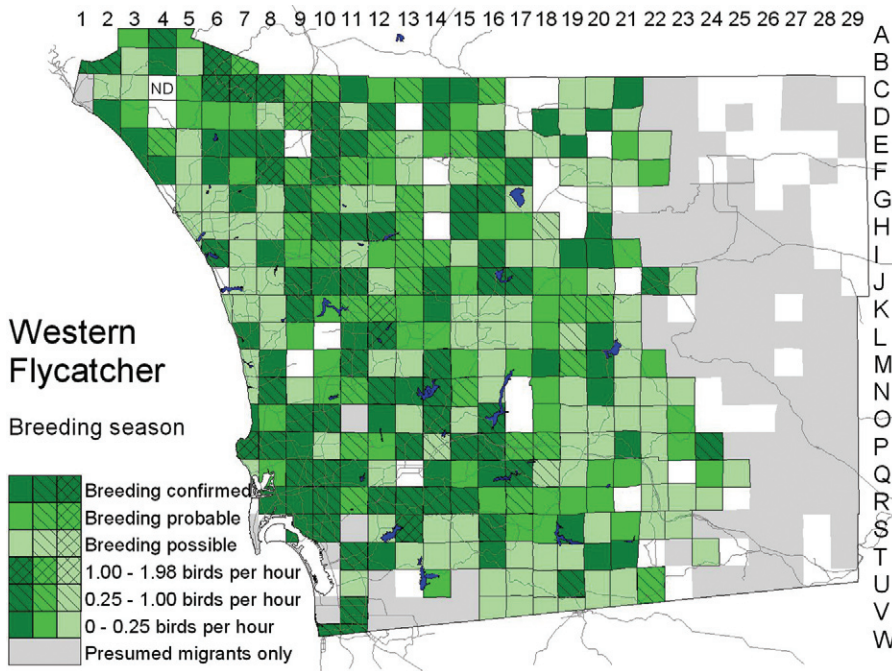 1 2 3 4 5 6 7 8 9 10 11 12 13 14 15 16 17 18 19 20 21 22 23 24 25 26 27 28 29
A
B
C
D
E
F
G
H
I
J
K
L
M
N
O
P
Q
R
S
T
U
V
W
ND
Western
Flycatcher
Breeding season
Breeding confirmed
Breeding probable
Breeding possible
1.00 - 1.98 birds per hour
0.25 - 1.00 birds per hour
0 - 0.25 birds per hour
Presumed migrants only